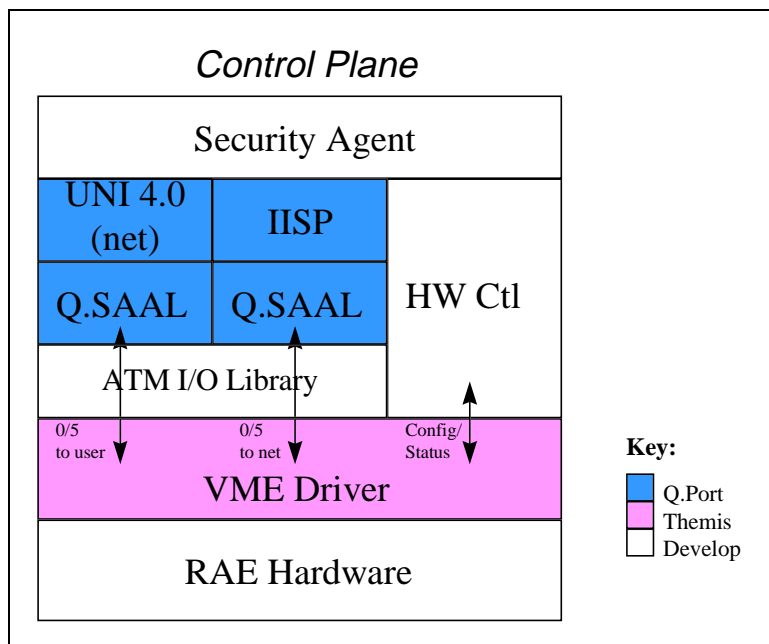 Control Plane
Security Agent
UNI 4.0
(net)
IISP
Q.SAAL
Q.SAAL
HW Ctl
ATM I/O Library
0/5
to user
0/5
to net
Config/
Status
VME Driver
RAE Hardware
Key:
Q.Port
Themis
Develop